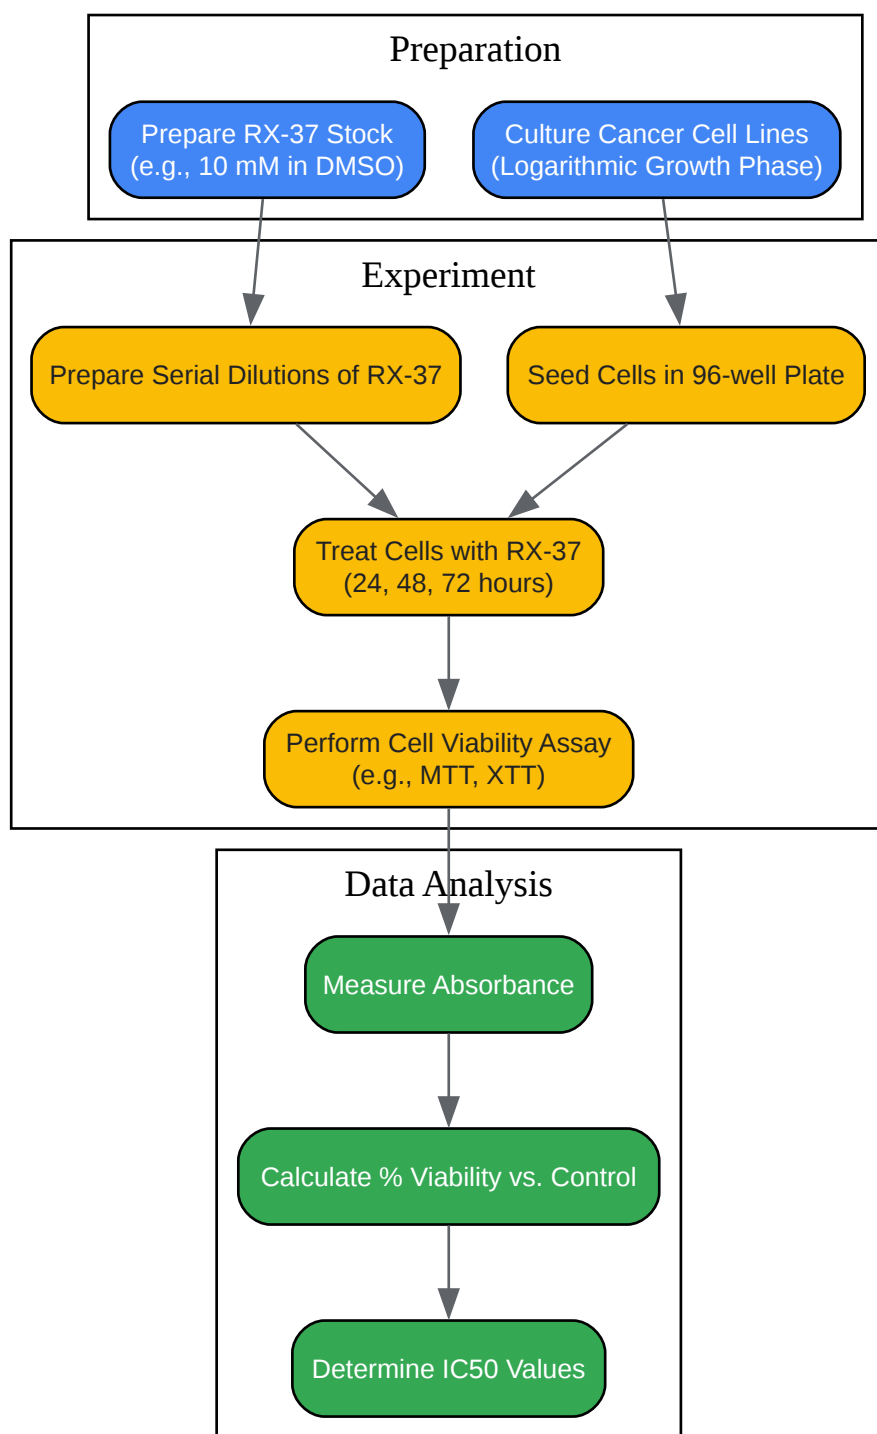 Preparation
Prepare RX-37 Stock
(e.g., 10 mM in DMSO)
Culture Cancer Cell Lines
(Logarithmic Growth Phase)
Experiment
Prepare Serial Dilutions of RX-37
Seed Cells in 96-well Plate
Treat Cells with RX-37
(24, 48, 72 hours)
Perform Cell Viability Assay
(e.g., MTT, XTT)
Data Analysis
Measure Absorbance
Calculate % Viability vs. Control
Determine IC50 Values